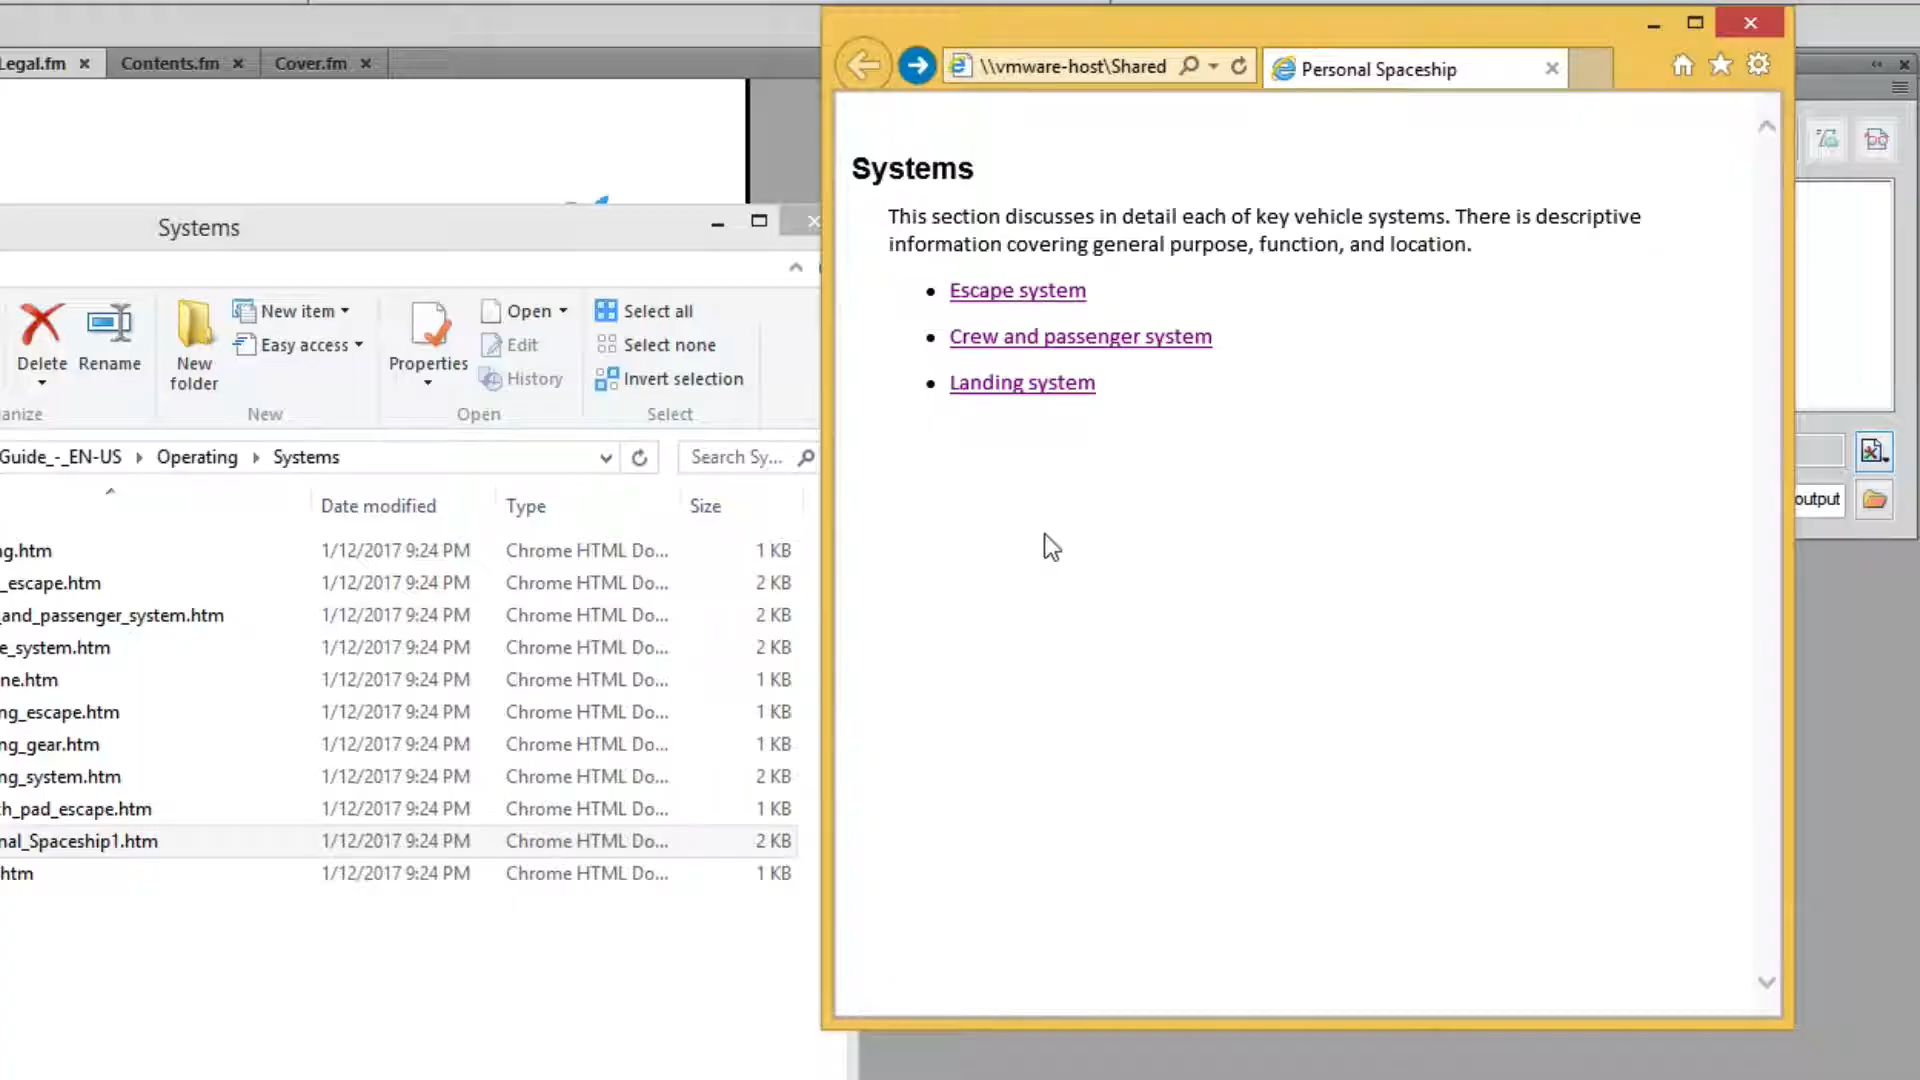 Legal.fm
Contents.fm
Cover.fm
Systems
Delete
Rename
New
folder
New item
Easy access
New
Properties
Open
Edit
History
Open
Select all
Select none
Invert selection
Select
anize
Guide_-_EN-US
Operating
Systems
Search Sy...
Date modified
Type
Size
ng.htm 1/12/2017 9:24 PM Chrome HTML Do... 1 KB
_escape.htm 1/12/2017 9:24 PM Chrome HTML Do... 2 KB
_and_passenger_system.htm 1/12/2017 9:24 PM Chrome HTML Do... 2 KB
e_system.htm 1/12/2017 9:24 PM Chrome HTML Do... 2 KB
ne.htm 1/12/2017 9:24 PM Chrome HTML Do... 1 KB
ng_escape.htm 1/12/2017 9:24 PM Chrome HTML Do... 1 KB
ng_gear.htm 1/12/2017 9:24 PM Chrome HTML Do... 1 KB
ng_system.htm 1/12/2017 9:24 PM Chrome HTML Do... 2 KB
ch_pad_escape.htm 1/12/2017 9:24 PM Chrome HTML Do... 1 KB
nal_Spaceship1.htm 1/12/2017 9:24 PM Chrome HTML Do... 2 KB
.htm 1/12/2017 9:24 PM Chrome HTML Do... 1 KB
\\vmware-host\Shared
Personal Spaceship
Systems
This section discusses in detail each of key vehicle systems. There is descriptive
information covering general purpose, function, and location.
• Escape system
• Crew and passenger system
• Landing system
output